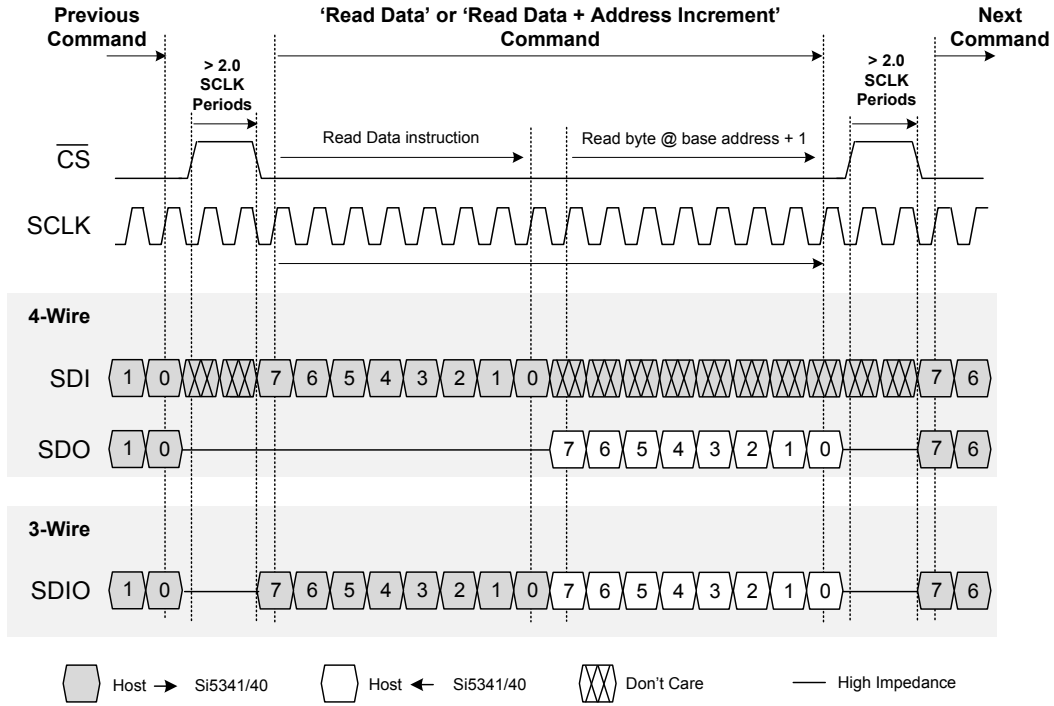 Previous Command
'Read Data' or 'Read Data + Address Increment' Command
Next Command
> 2.0 SCLK Periods
> 2.0 SCLK Periods
Read Data instruction
Read byte @ base address + 1
CS
SCLK
4-Wire
SDI
1 0 7 6 5 4 3 2 1 0 7 6
SDO
1 0 7 6 5 4 3 2 1 0 7 6
3-Wire
SDIO
1 0 7 6 5 4 3 2 1 0 7 6 5 4 3 2 1 0 7 6
Host Si5341/40
Host Si5341/40
Don't Care
High Impedance